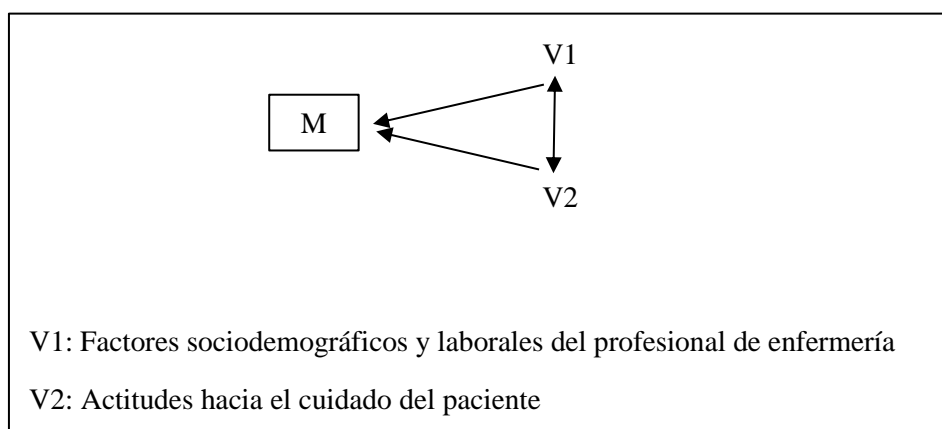 V1
M
V2
V1: Factores sociodemográficos y laborales del profesional de enfermería
V2: Actitudes hacia el cuidado del paciente